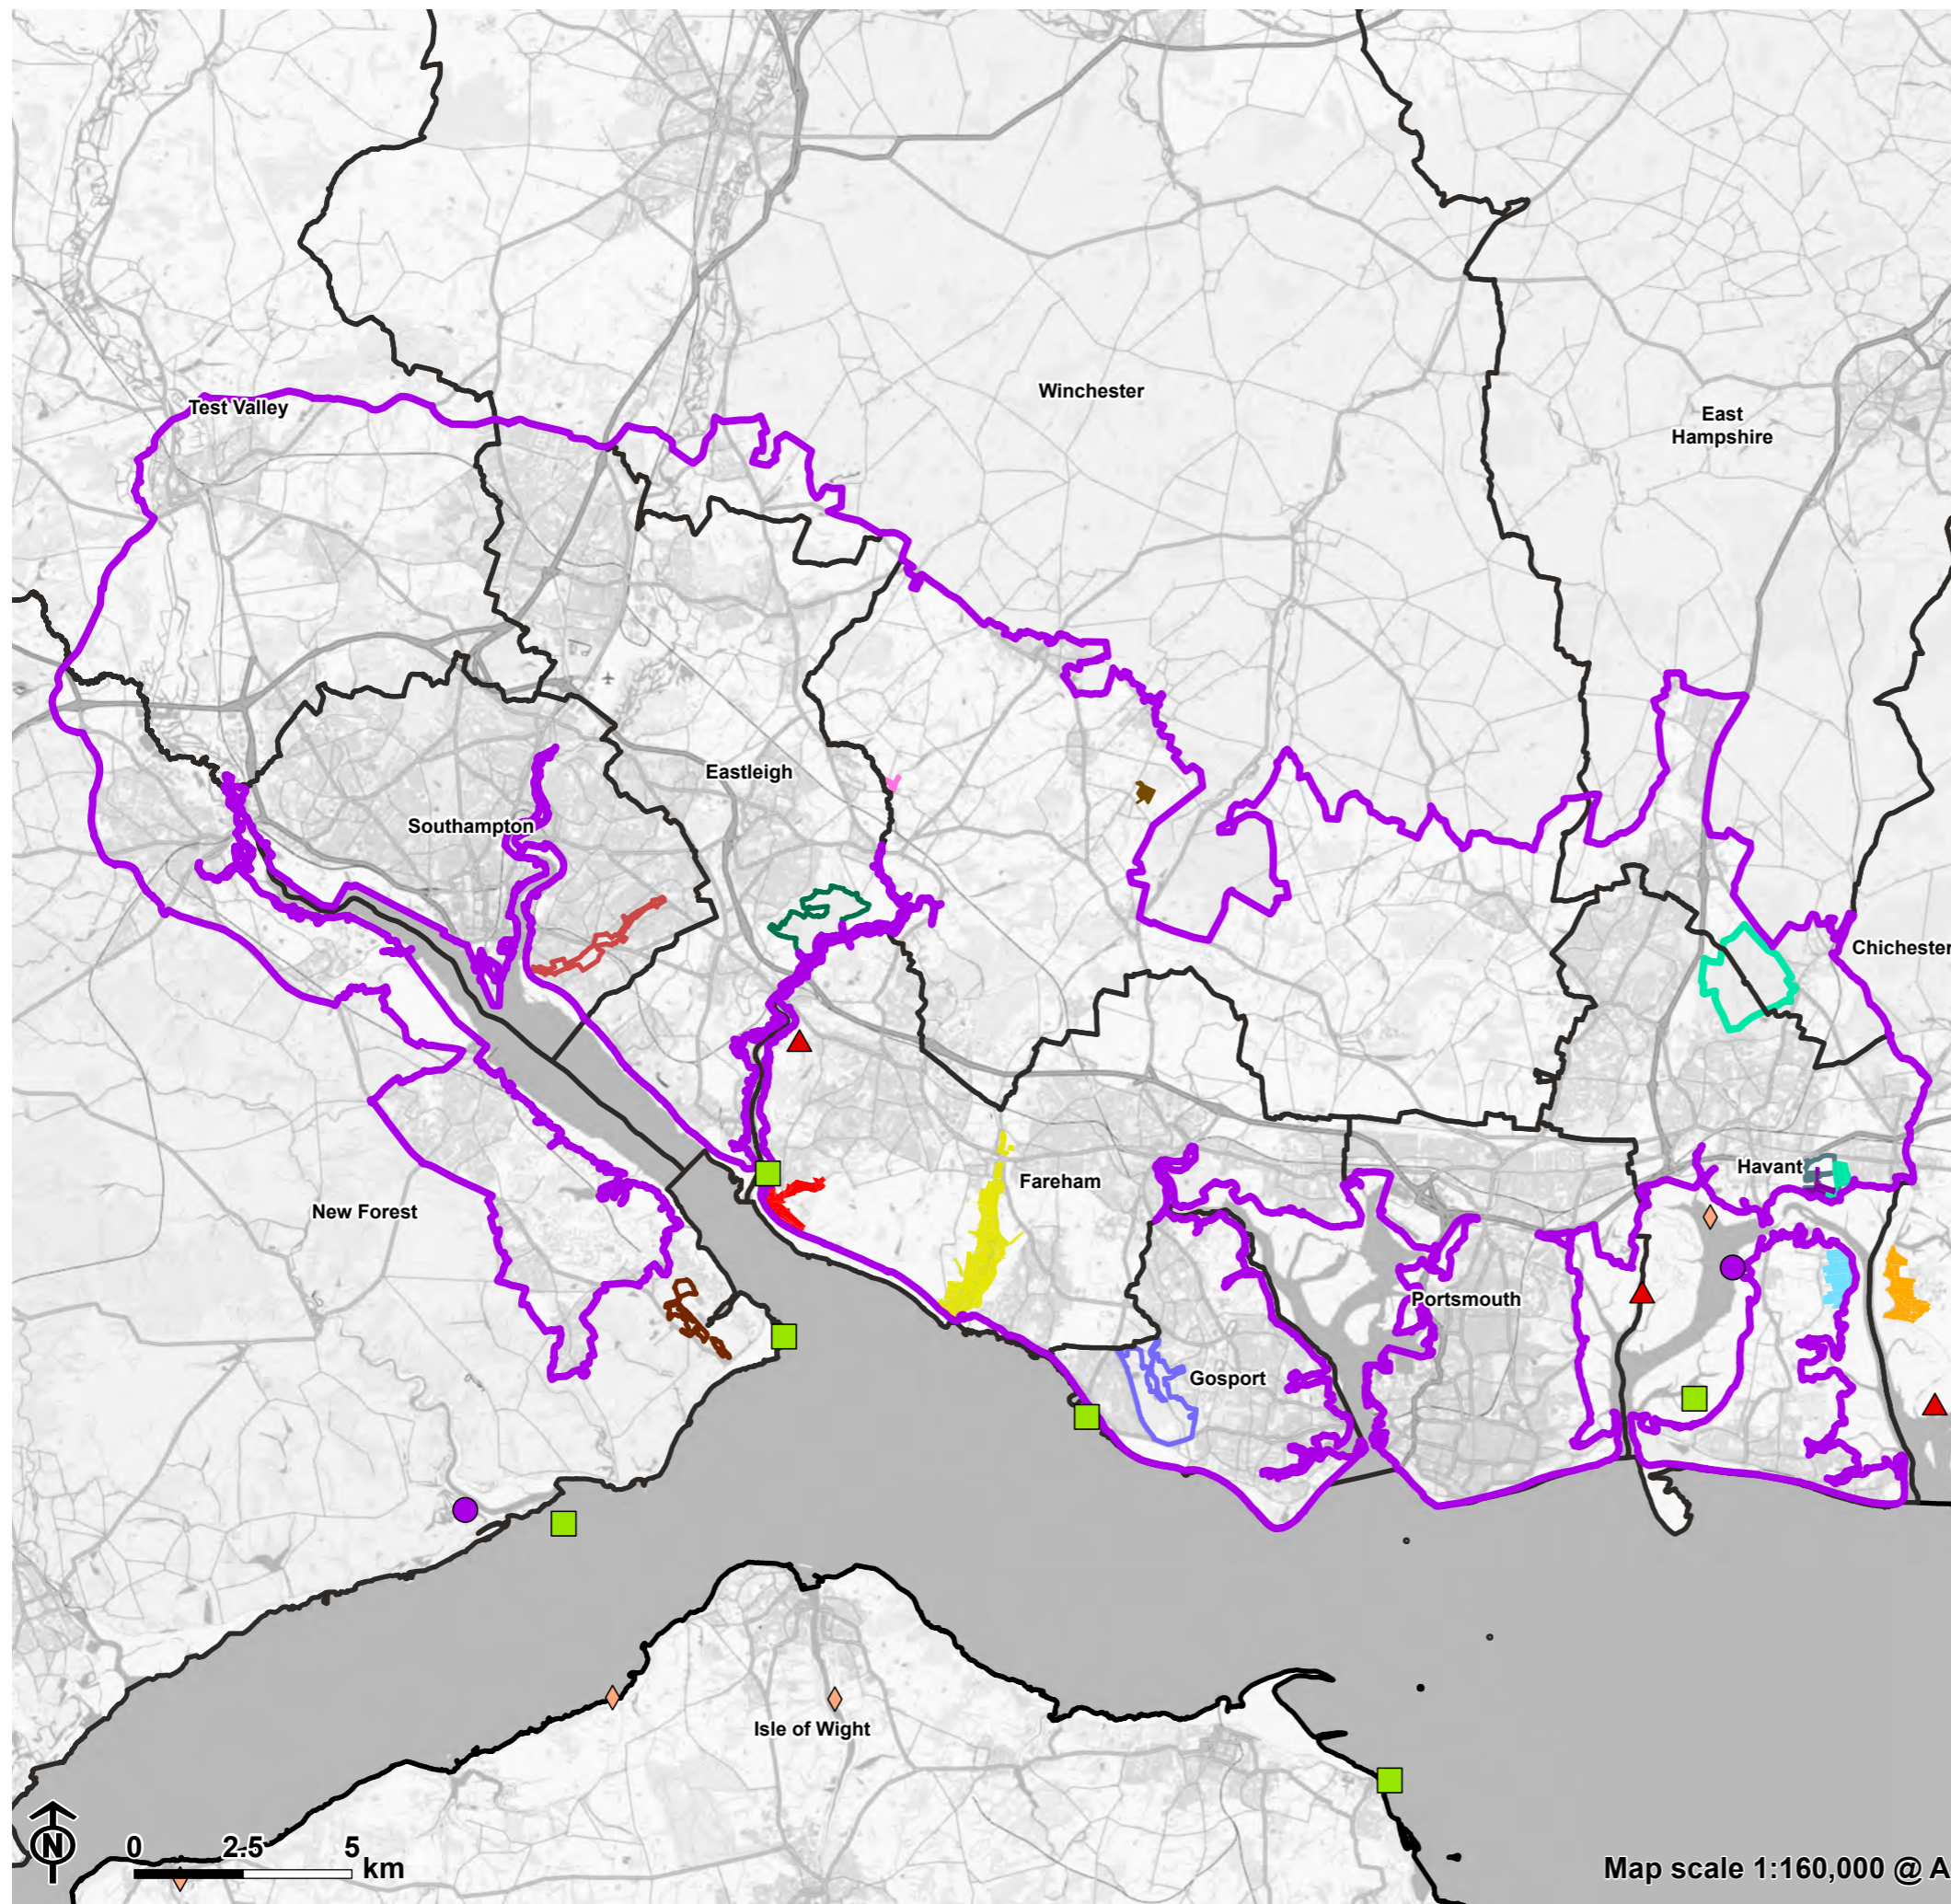 Winchester
Test Valley
East
Hampshire
Eastleigh
Southampton
Chichester
Havant
Fareham
New Forest
Portsmouth
Gosport
Isle of Wight
N
0 2.5 5
km
Map scale 1:160,000 @ A